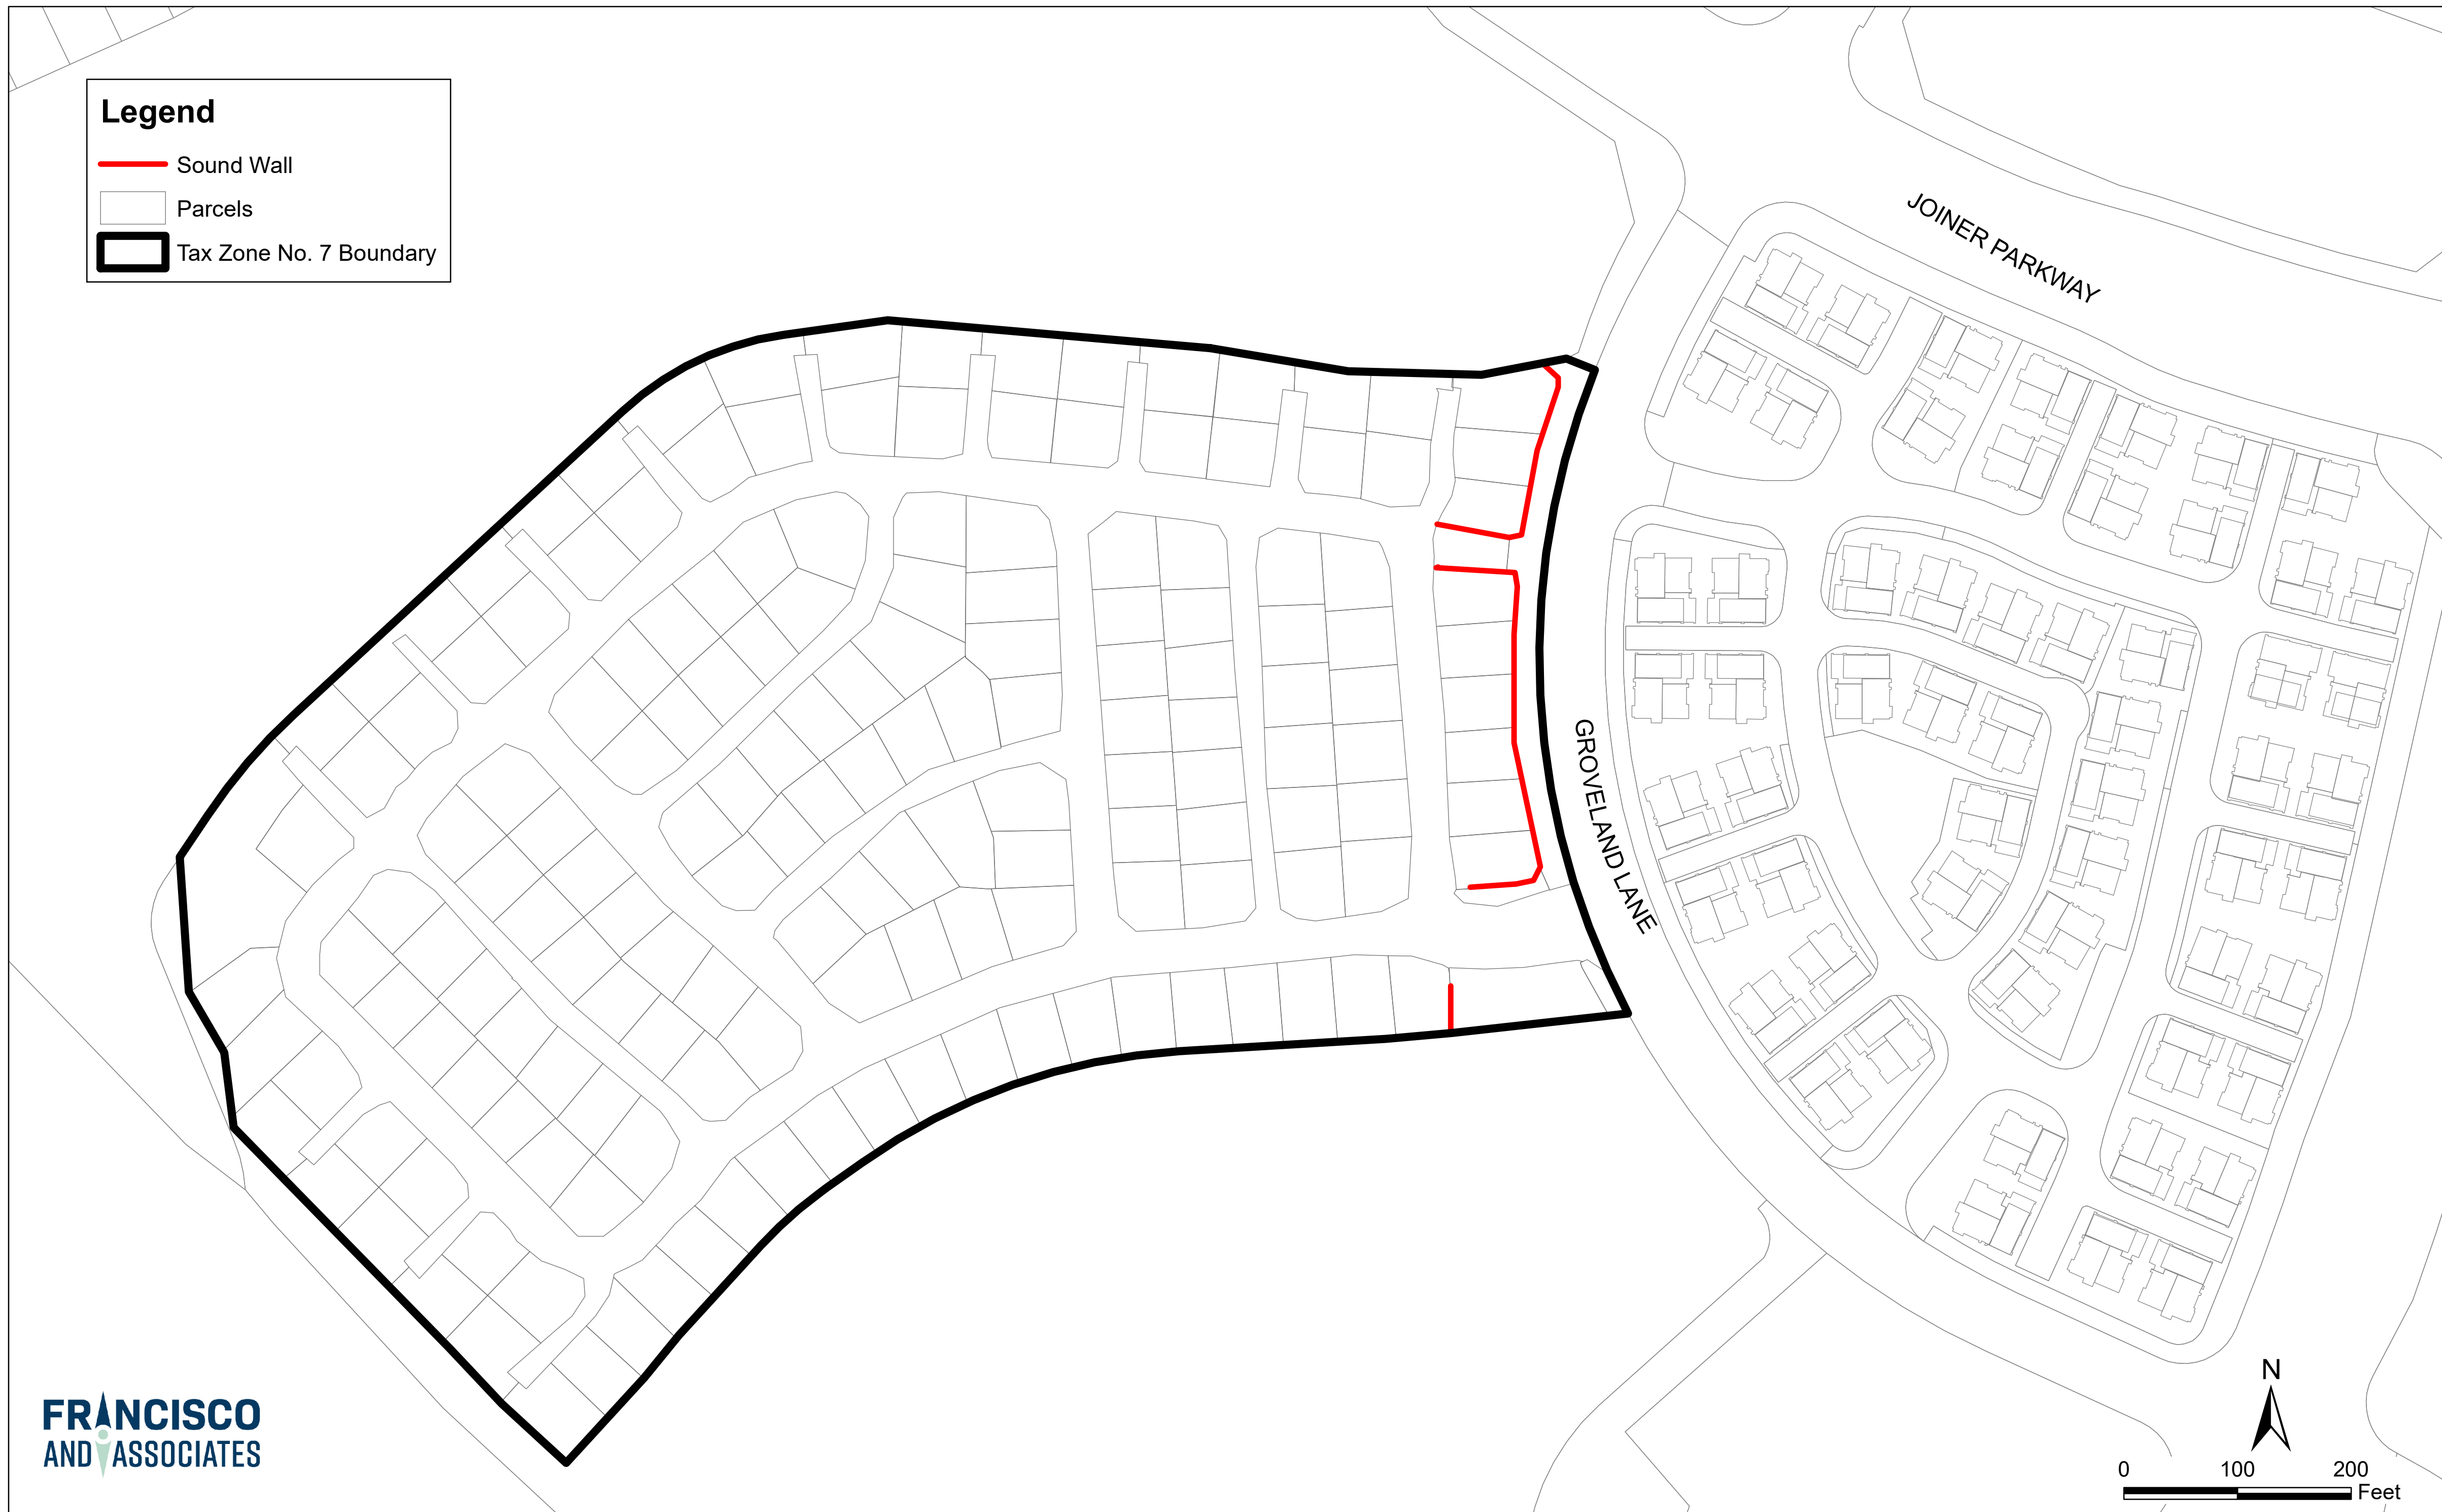 Legend
Sound Wall
Parcels
Tax Zone No. 7 Boundary
JOINER PARKWAY
GROVELAND LANE
FRANCISCO
AND ASSOCIATES
N
0 100 200
Feet